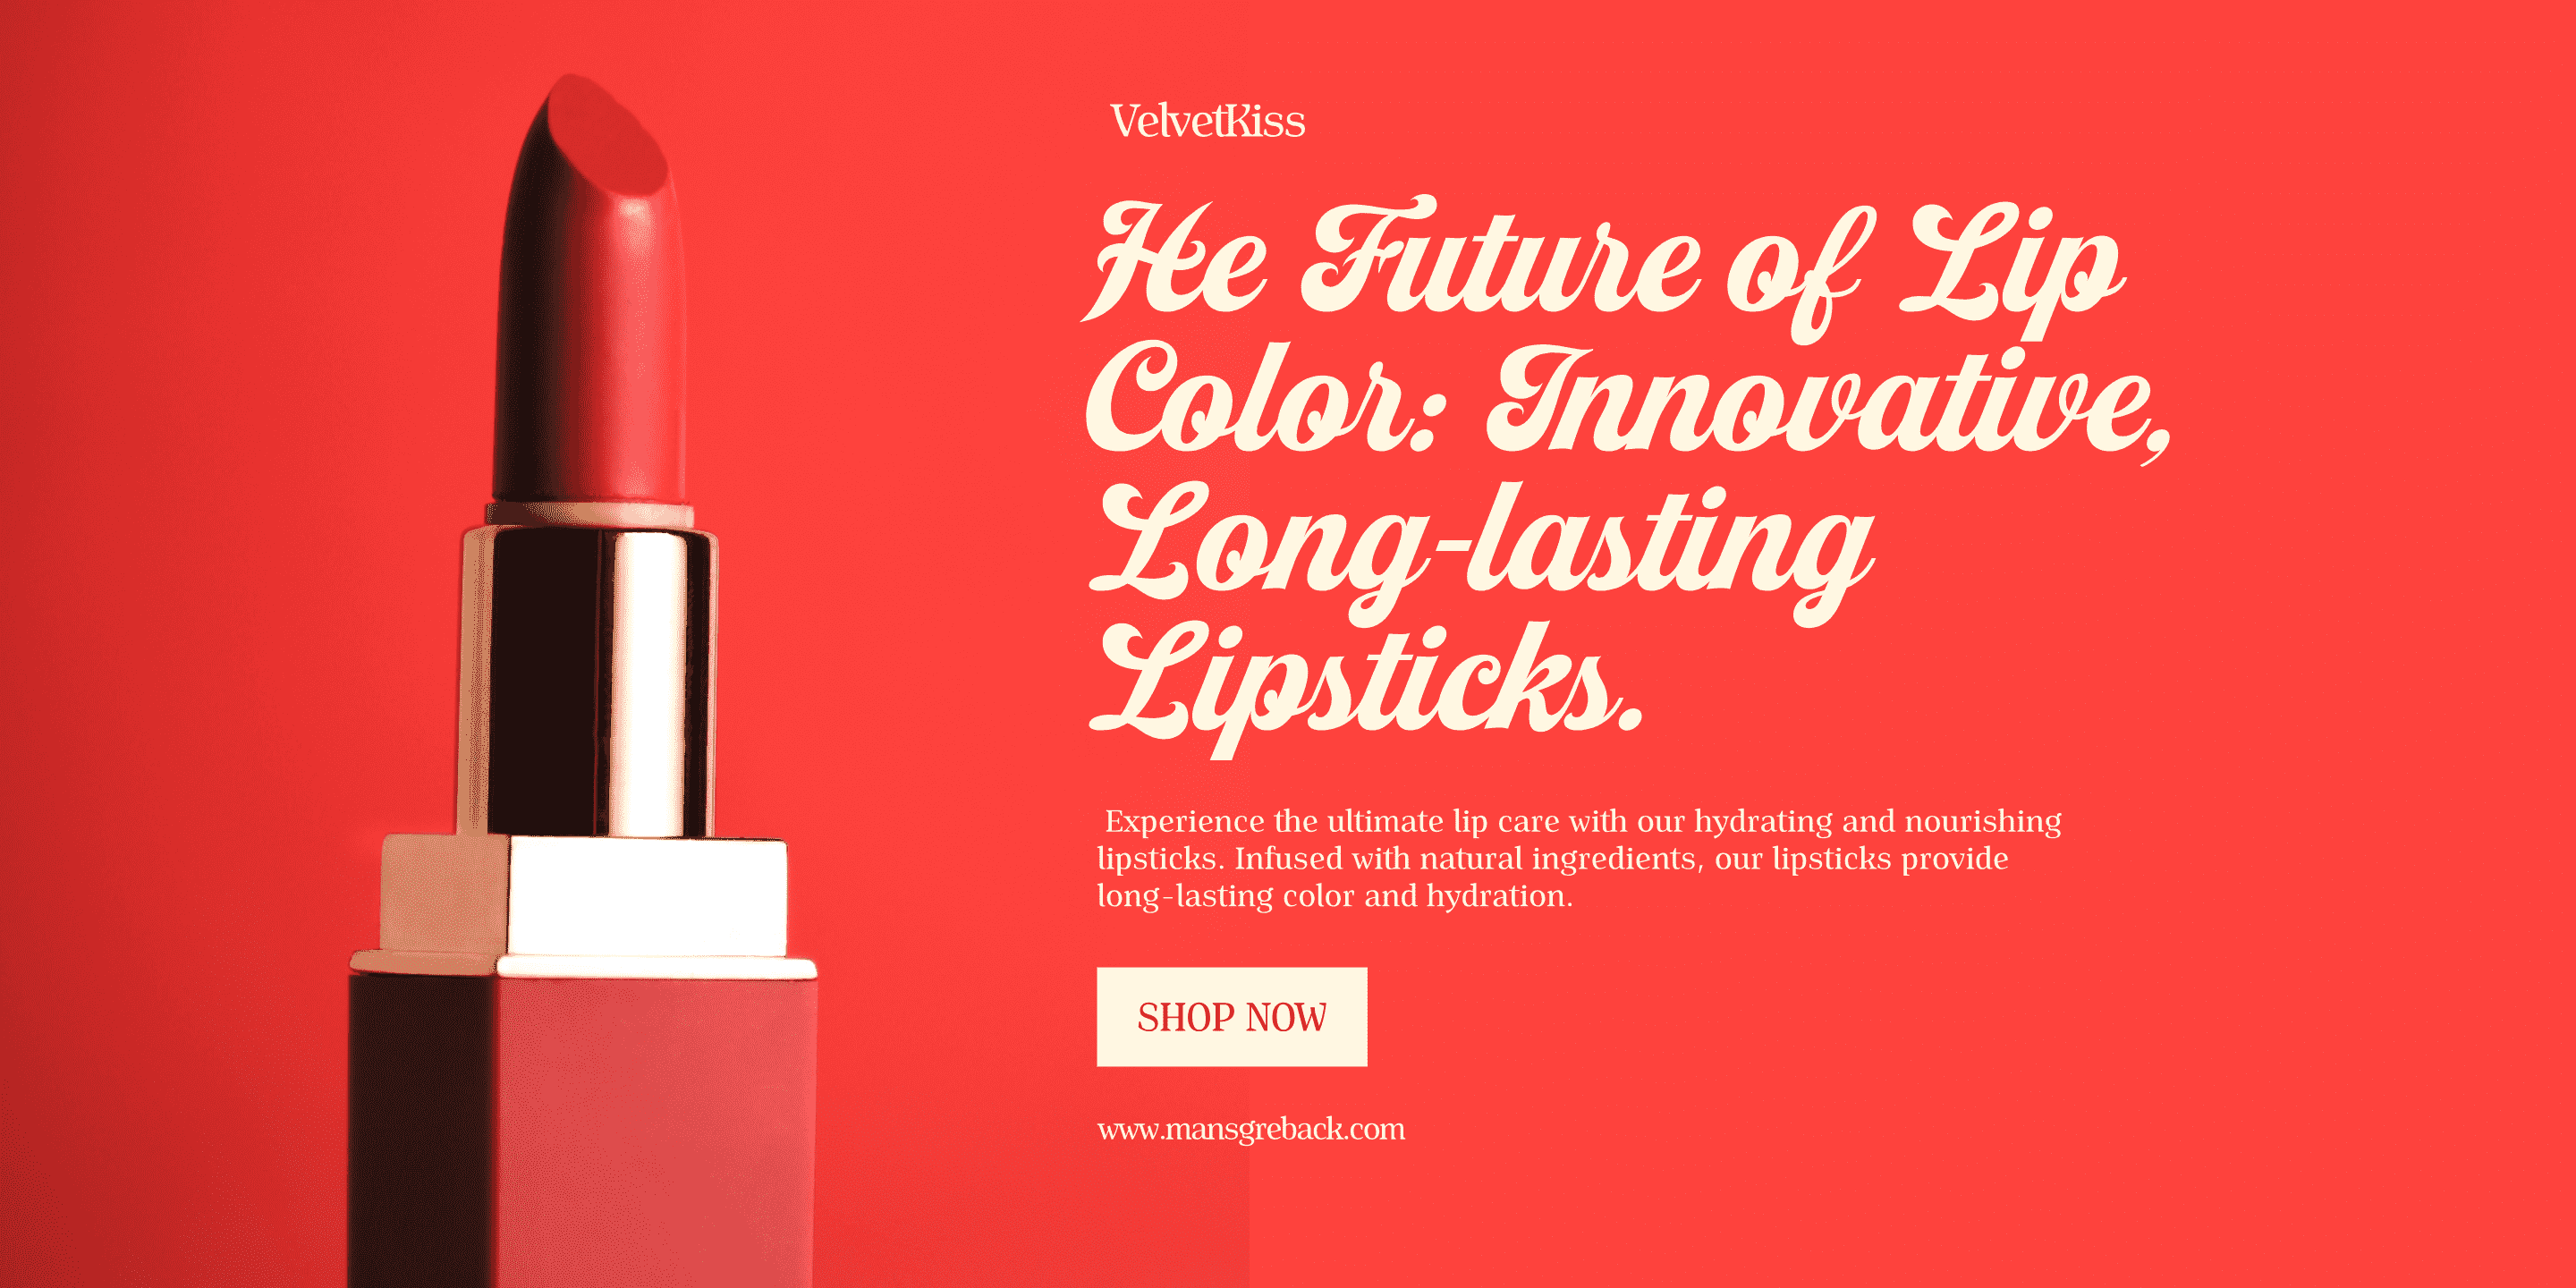 VelvetKiss
He Future of Lip
Color: Innovative,
Long-lasting
Lipsticks.
Experience the ultimate lip care with our hydrating and nourishing
lipsticks. Infused with natural ingredients, our lipsticks provide
long-lasting color and hydration.
SHOP NOW
www.mansgreback.com